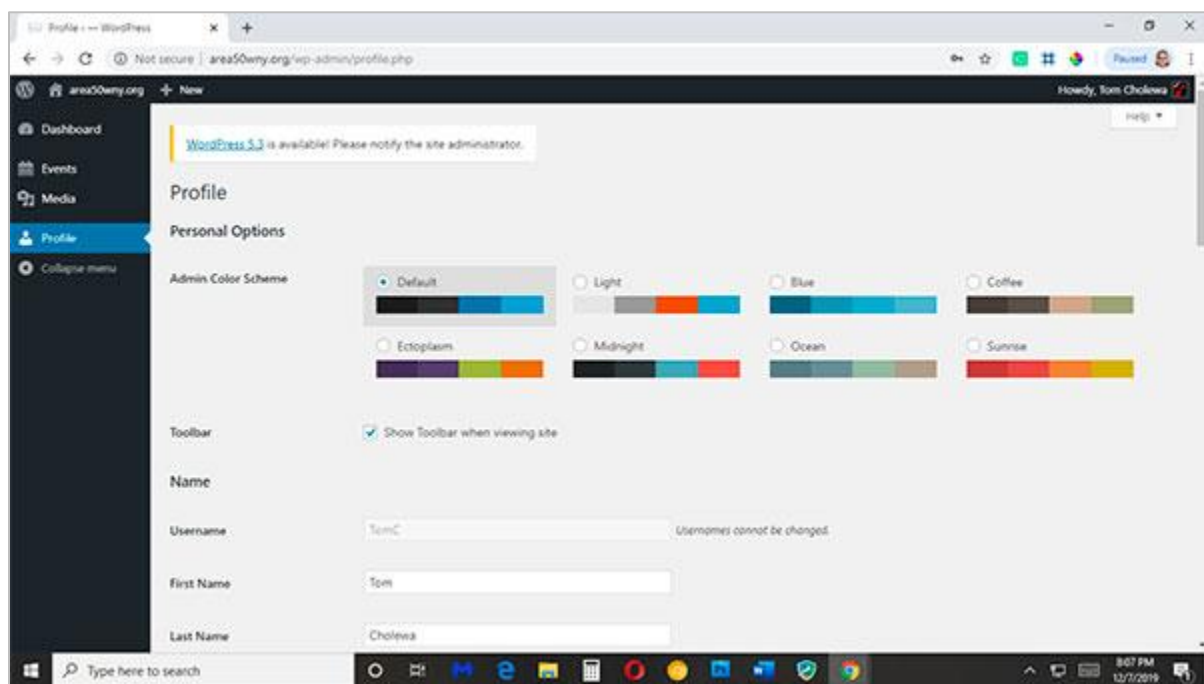 Profile ‹ — WordPress
Not secure | area50wny.org/wp-admin/profile.php
Paused
area50wny.org + New
Howdy, Tom Cholewa
Help
Dashboard
Events
Media
Profile
Collapse menu
WordPress 5.3 is available! Please notify the site administrator.
Profile
Personal Options
Admin Color Scheme
Default
Light
Blue
Coffee
Ectoplasm
Midnight
Ocean
Sunrise
Toolbar
Show Toolbar when viewing site
Name
Username
TomC
Usernames cannot be changed.
First Name
Tom
Last Name
Cholewa
Type here to search
8:07 PM
12/7/2019